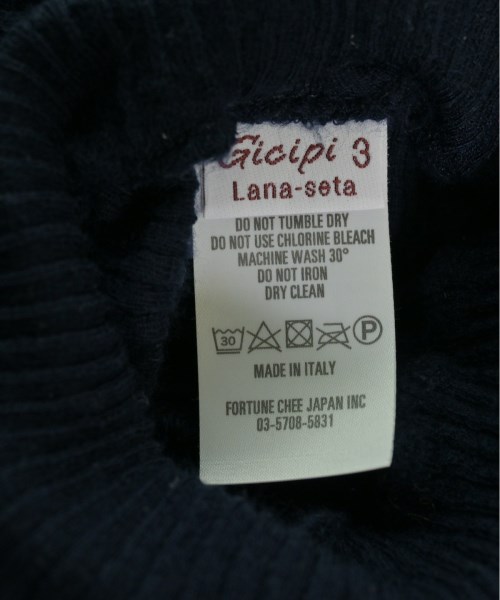 Gicipi 3
Lana-seta
DO NOT TUMBLE DRY
DO NOT USE CHLORINE BLEACH
MACHINE WASH 30°
DO NOT IRON
DRY CLEAN
30 P
MADE IN ITALY
FORTUNE CHEE JAPAN INC
03-5708-5831